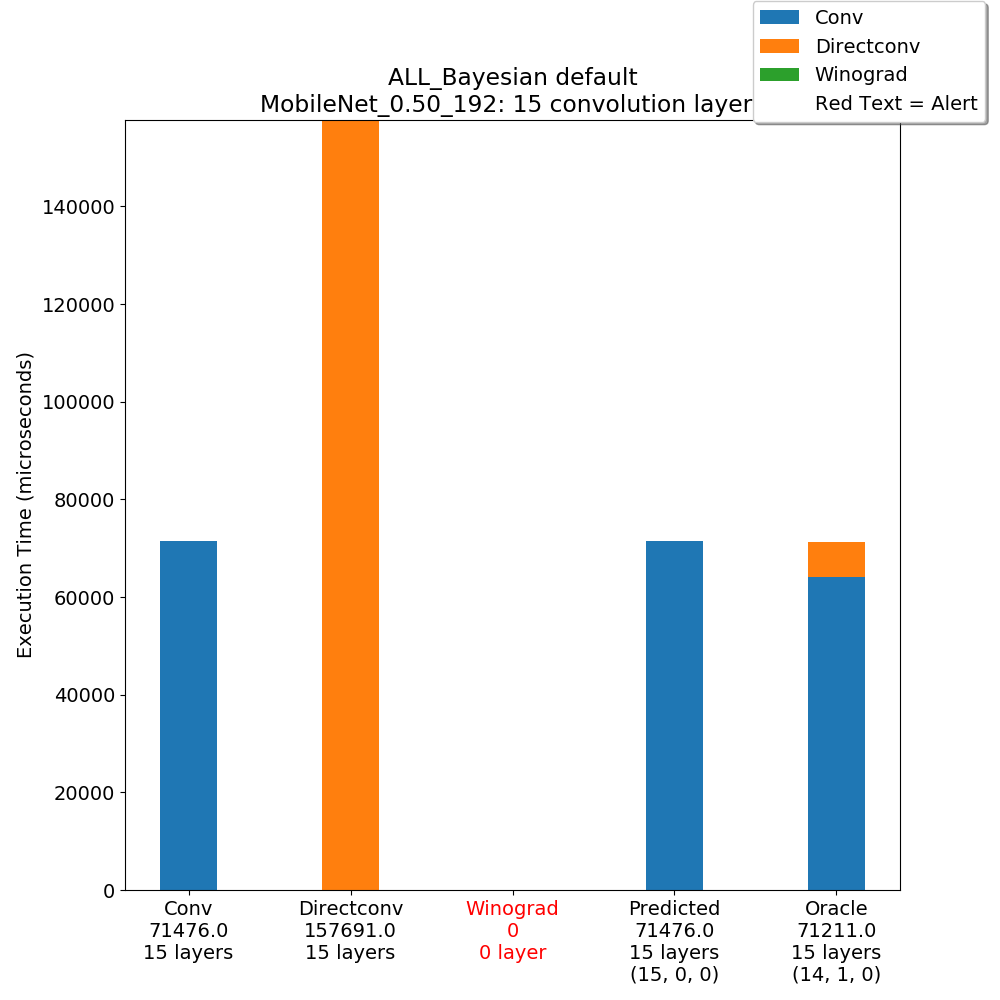 Conv
Directconv
Winograd
Red Text = Alert
ALL_Bayesian default
MobileNet_0.50_192: 15 convolution layer
Execution Time (microseconds)
140000
120000
100000
80000
60000
40000
20000
0
Conv
71476.0
15 layers
Directconv
157691.0
15 layers
Winograd
0
0 layer
Predicted
71476.0
15 layers
(15, 0, 0)
Oracle
71211.0
15 layers
(14, 1, 0)